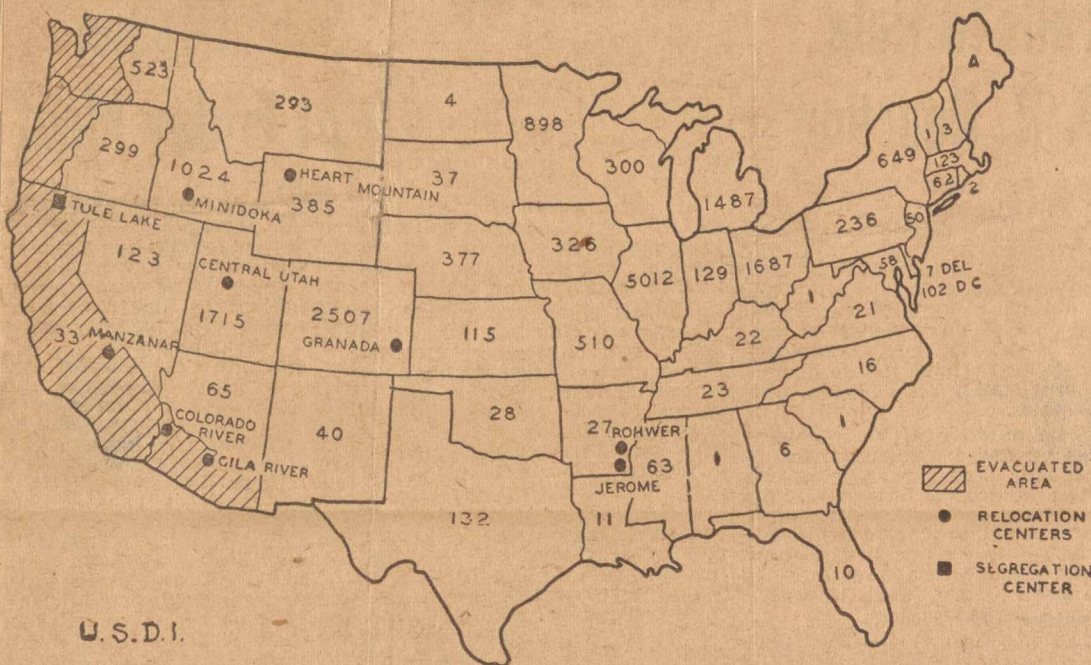 523
293
4
898
A
299
1024
HEART
MOUNTAIN
385
MINIDOKA
37
300
1487
649
1
3
123
62
2
TULE LAKE
123
CENTRAL UTAH
1715
377
326
5012
129
1687
236
50
58
7 DEL
102 DC
2507
GRANADA
115
510
1
21
22
33
MANZANAR
65
COLORADO
RIVER
GILA RIVER
40
28
23
16
27
ROHWER
JEROME
63
1
6
1
132
11
10
EVACUATED
AREA
RELOCATION
CENTERS
SEGREGATION
CENTER
U.S.D.I.